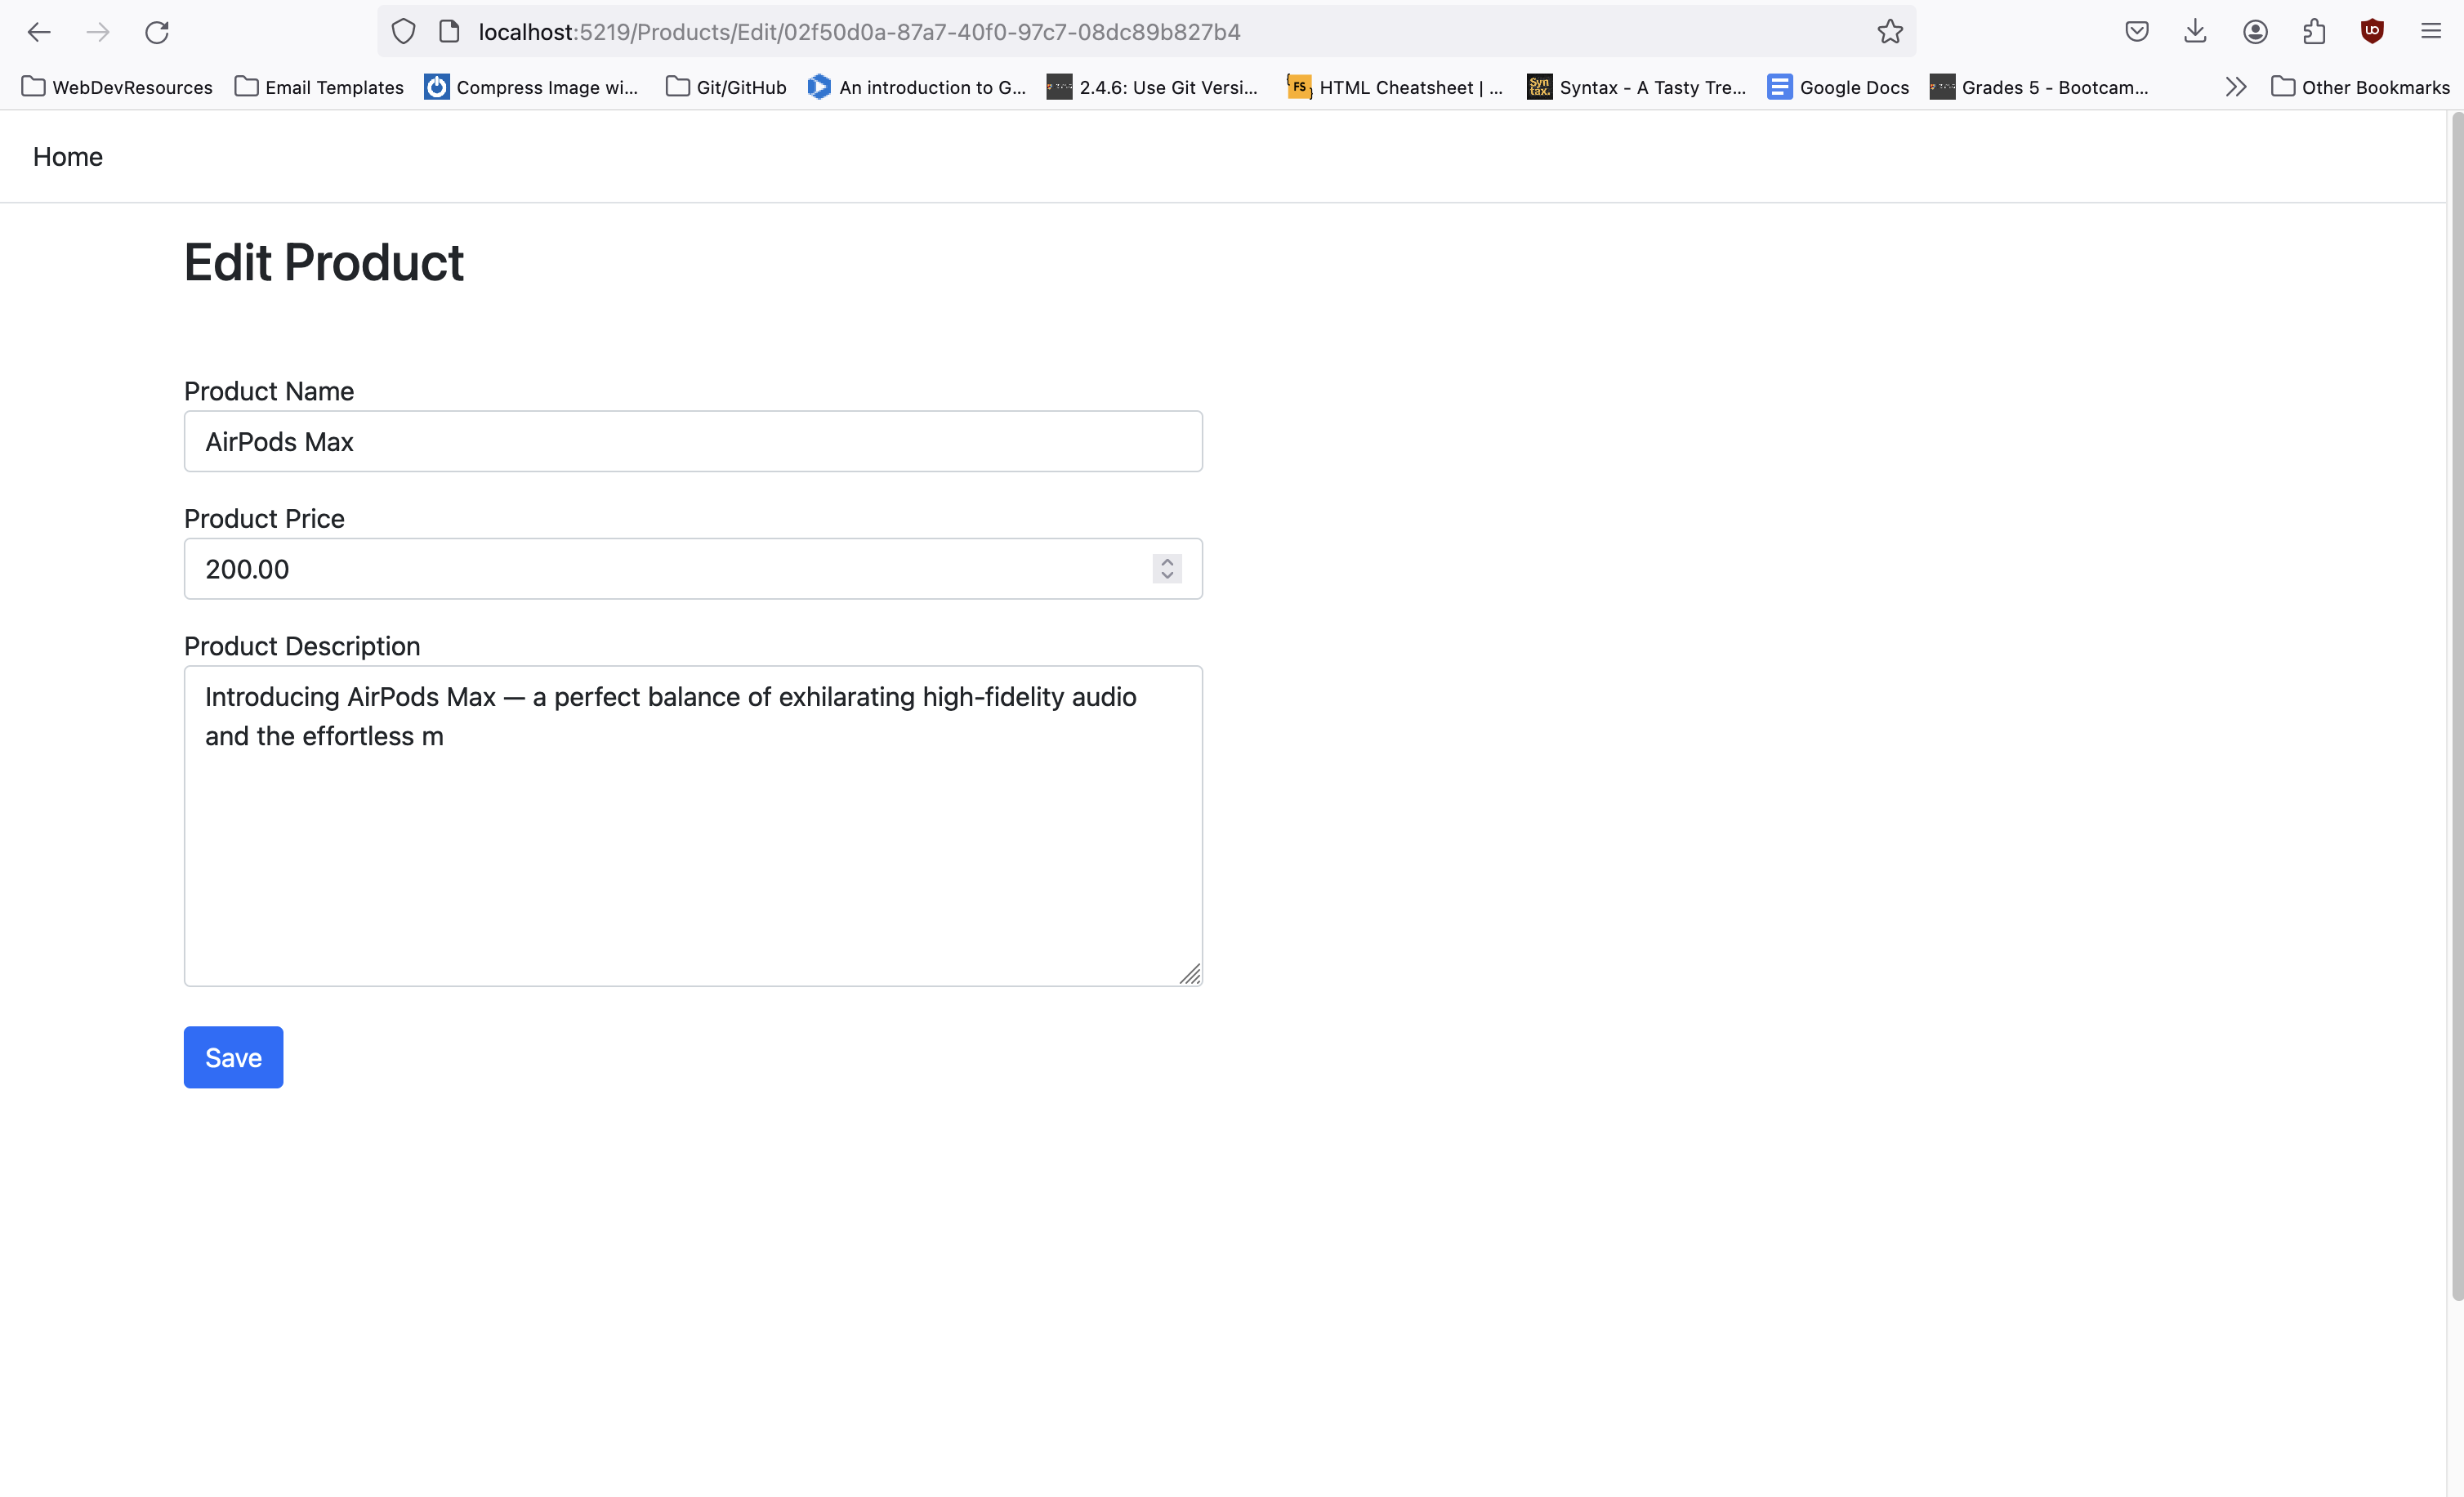 localhost:5219/Products/Edit/02f50d0a-87a7-40f0-97c7-08dc89b827b4
WebDevResources Email Templates Compress Image wi... Git/GitHub An introduction to G... 2.4.6: Use Git Versi... {FS} HTML Cheatsheet | ... Syn tax. Syntax - A Tasty Tre... Google Docs Grades 5 - Bootcam... Other Bookmarks
Home
Edit Product
Product Name
AirPods Max
Product Price
200.00
Product Description
Introducing AirPods Max — a perfect balance of exhilarating high-fidelity audio
and the effortless m
Save